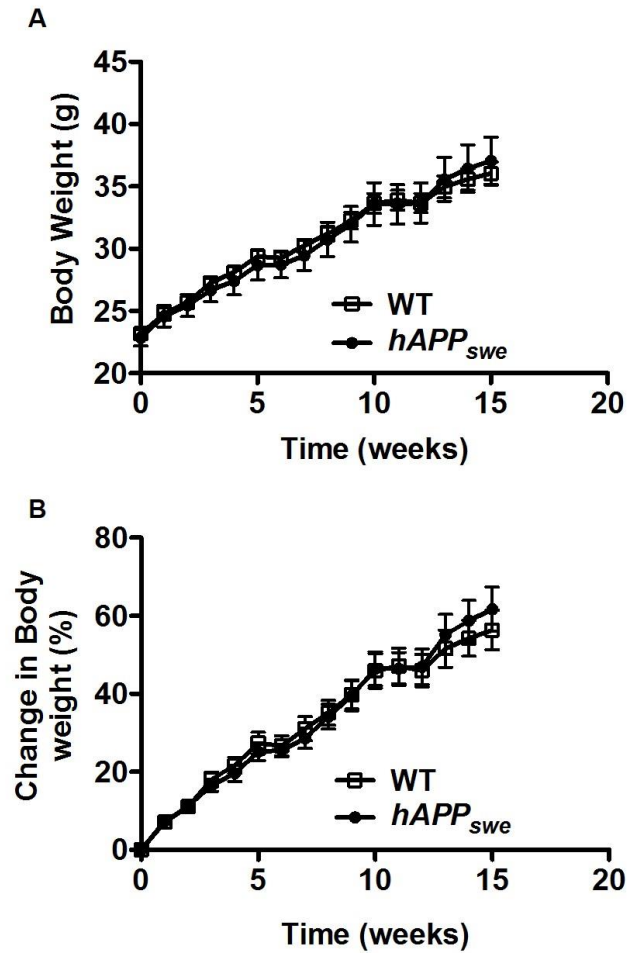 A
Body Weight (g)
45
40
35
30
25
20
WT
hAPPswe
0 5 10 15 20
Time (weeks)
B
Change in Body
weight (%)
80
60
40
20
0
WT
hAPPswe
0 5 10 15 20
Time (weeks)